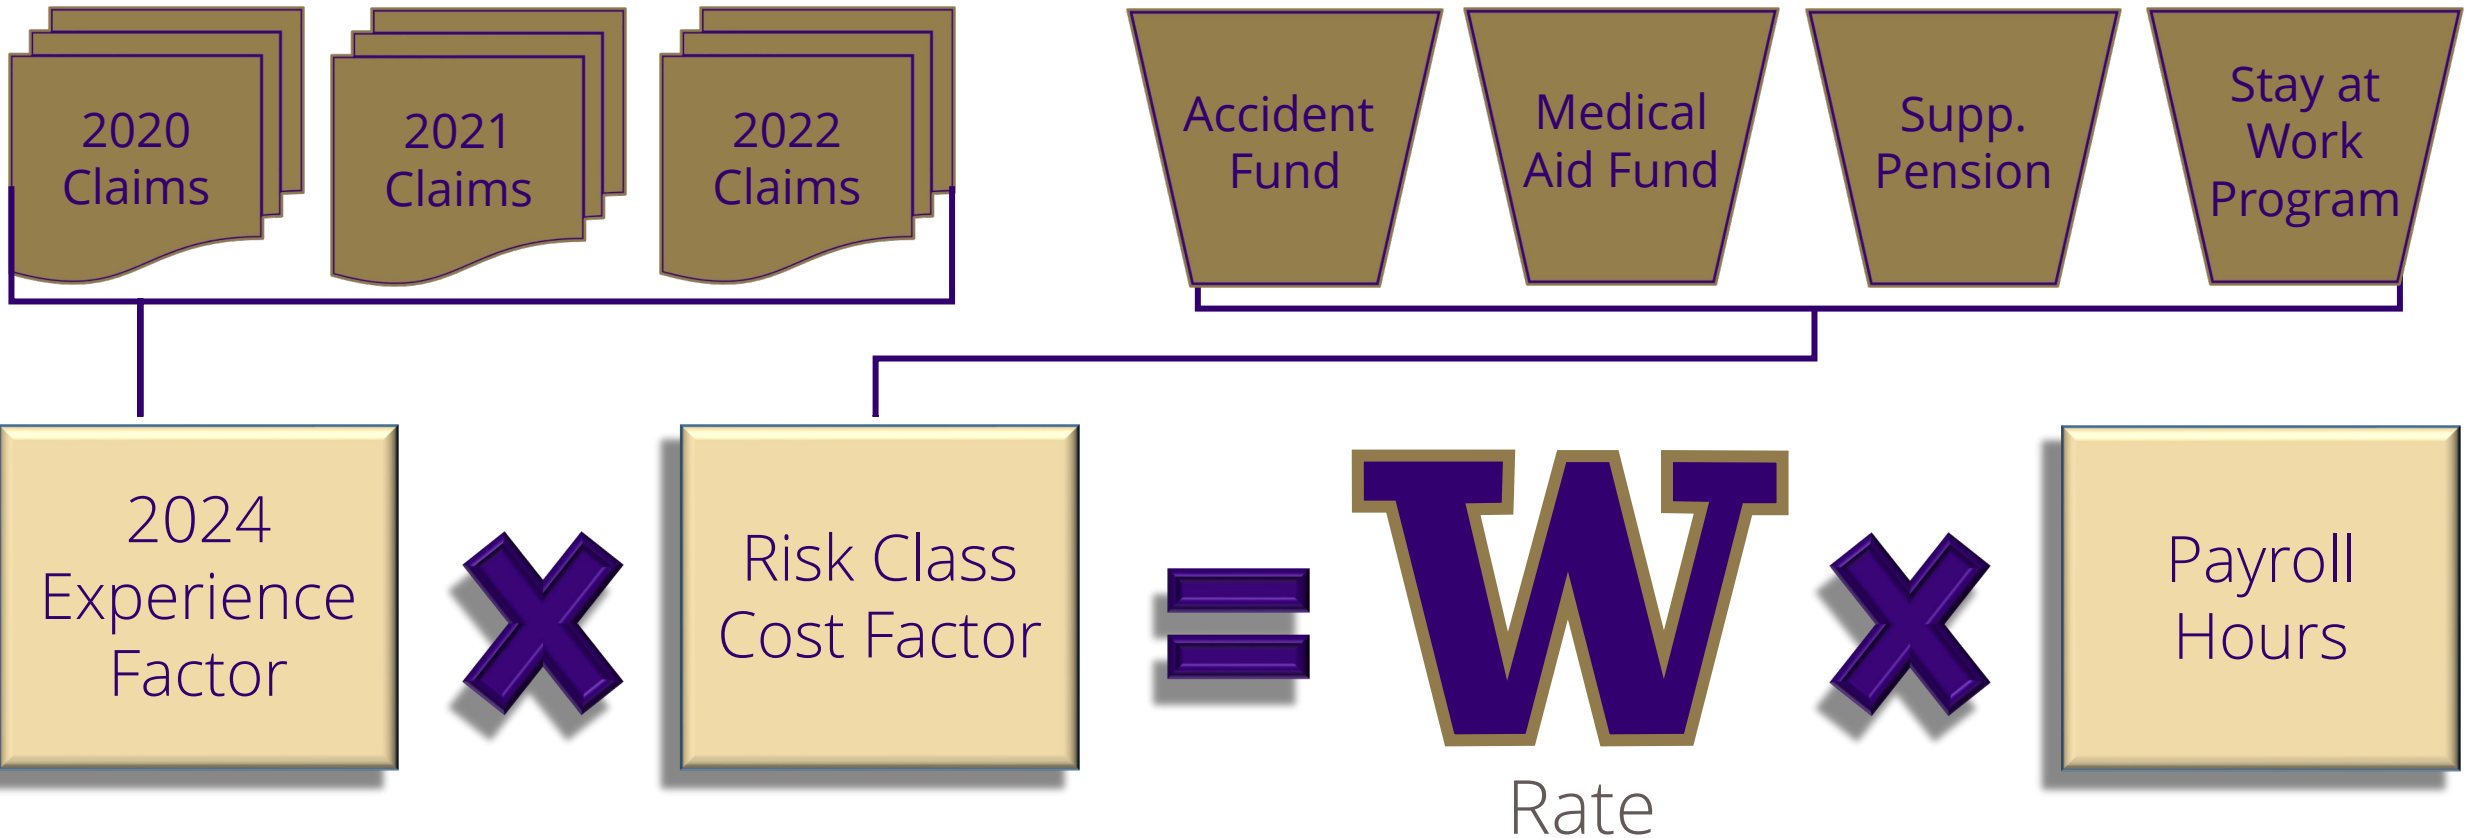 2020
Claims
2021
Claims
2022
Claims
Accident
Fund
Medical
Aid Fund
Supp.
Pension
Stay at
Work
Program
2024
Experience
Factor
Risk Class
Cost Factor
W
Rate
Payroll
Hours